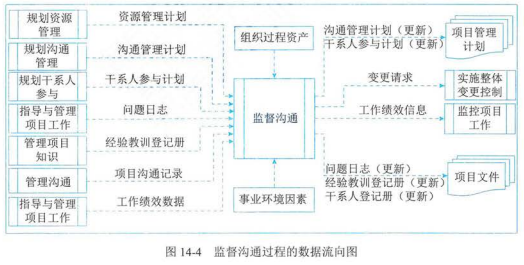 规划资源
管理
资源管理计划
规划沟通
管理
沟通管理计划
规划干系人
参与
干系人参与计划
指导与管理
项目工作
问题日志
管理项目
知识
经验教训登记册
管理沟通
项目沟通记录
指导与管理
项目工作
工作绩效数据
组织过程资产
监督沟通
事业环境因素
沟通管理计划(更新)
干系人参与计划(更新)
项目管理
计划
变更请求
实施整体
变更控制
工作绩效信息
监控项目
工作
问题日志(更新)
经验教训登记册(更新)
干系人登记册(更新)
项目文件
图 14-4 监督沟通过程的数据流向图